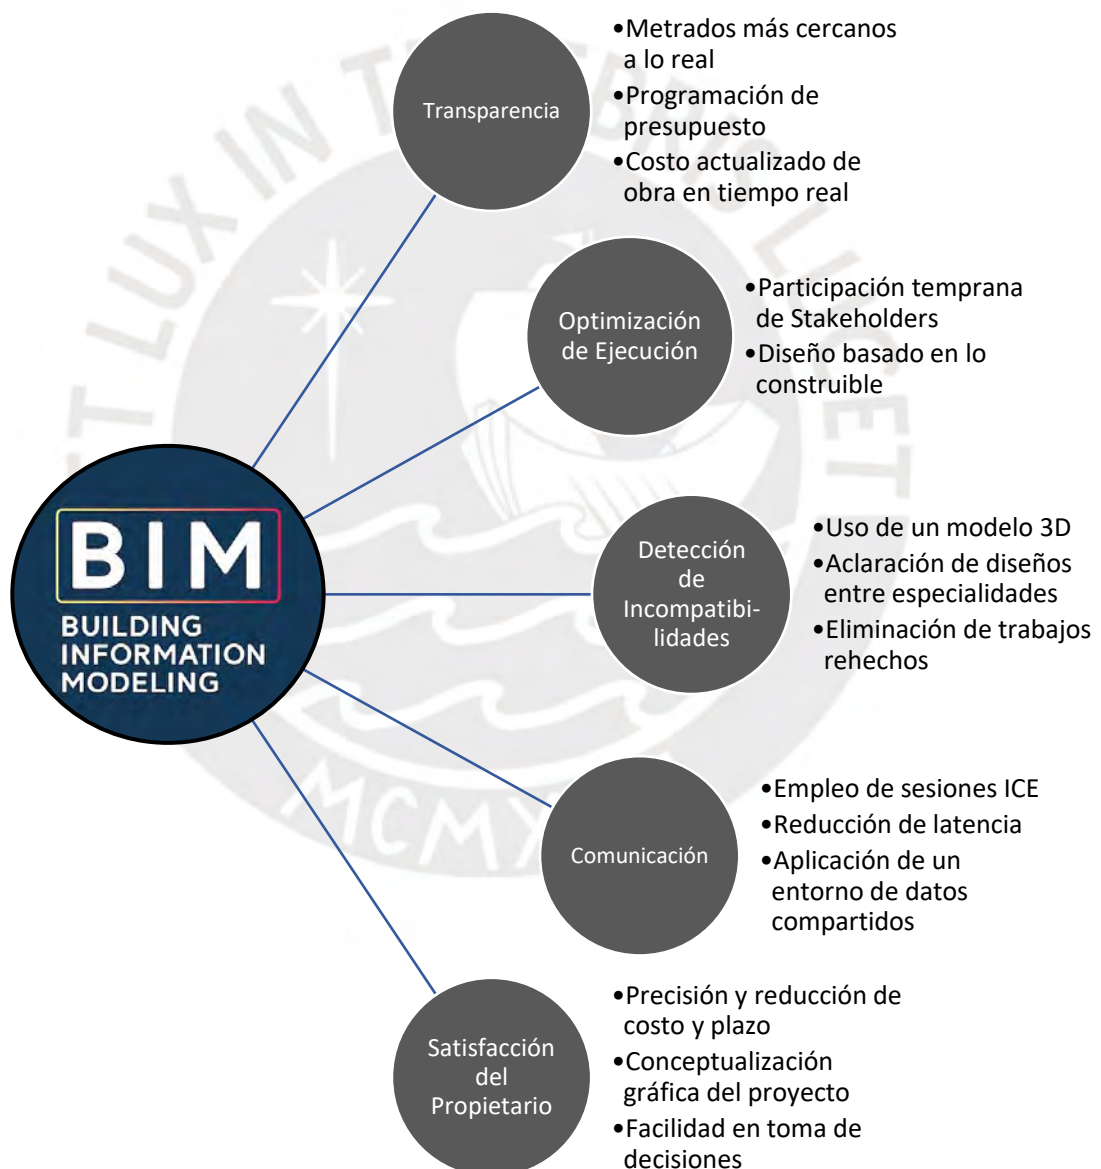 Transparencia
•Metrados más cercanos
a lo real
•Programación de
presupuesto
•Costo actualizado de
obra en tiempo real
Optimización
de Ejecución
•Participación temprana
de Stakeholders
•Diseño basado en lo
construible
BIM
BUILDING
INFORMATION
MODELING
Detección
de
Incompatibi-
lidades
•Uso de un modelo 3D
•Aclaración de diseños
entre especialidades
•Eliminación de trabajos
rehechos
Comunicación
•Empleo de sesiones ICE
•Reducción de latencia
•Aplicación de un
entorno de datos
compartidos
Satisfacción
del
Propietario
•Precisión y reducción de
costo y plazo
•Conceptualización
gráfica del proyecto
•Facilidad en toma de
decisiones
ET LUX IN
LUCET